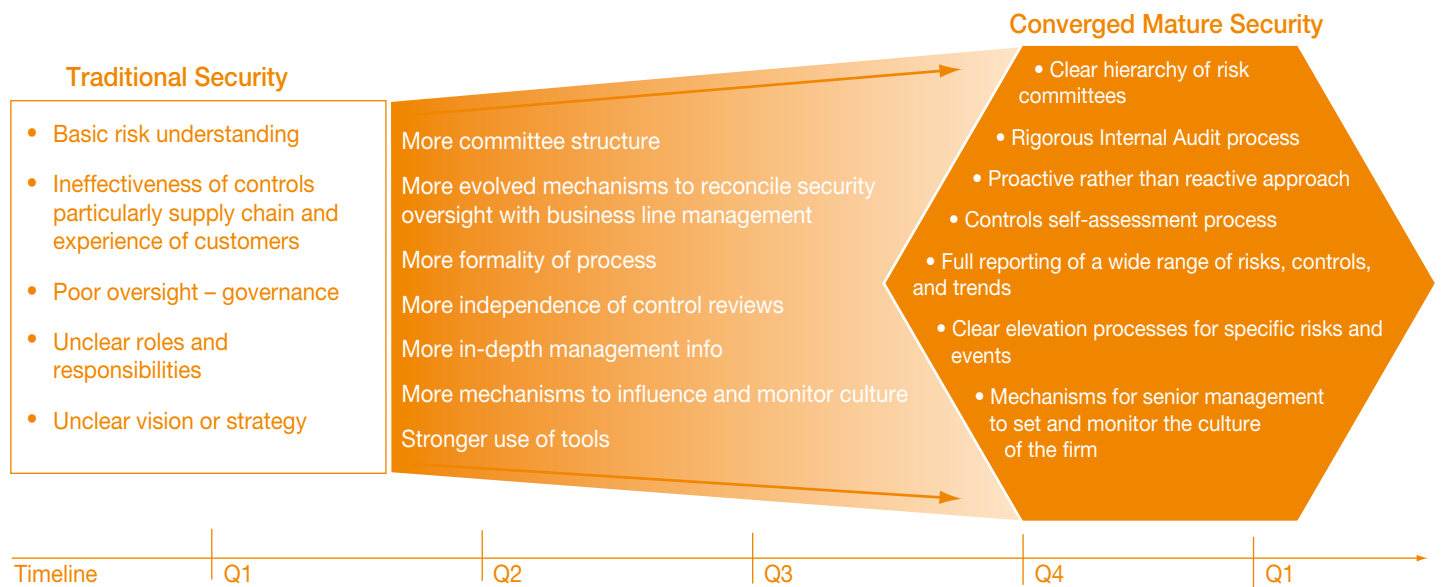 Traditional Security
• Basic risk understanding
• Ineffectiveness of controls
particularly supply chain and
experience of customers
• Poor oversight – governance
• Unclear roles and
responsibilities
• Unclear vision or strategy
More committee structure
More evolved mechanisms to reconcile security
oversight with business line management
More formality of process
More independence of control reviews
More in-depth management info
More mechanisms to influence and monitor culture
Stronger use of tools
Converged Mature Security
• Clear hierarchy of risk
committees
• Rigorous Internal Audit process
• Proactive rather than reactive approach
• Controls self-assessment process
• Full reporting of a wide range of risks, controls,
and trends
• Clear elevation processes for specific risks and
events
• Mechanisms for senior management
to set and monitor the culture
of the firm
Timeline
Q1
Q2
Q3
Q4
Q1